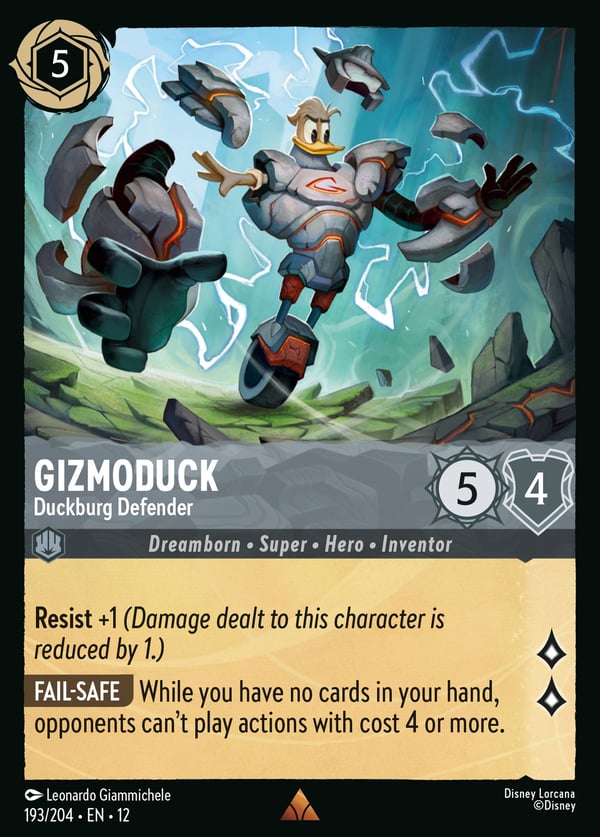 5
G
GIZMODUCK
Duckburg Defender
5
4
Dreamborn • Super • Hero • Inventor
Resist +1 (Damage dealt to this character is
reduced by 1.)
FAIL-SAFE While you have no cards in your hand,
opponents can’t play actions with cost 4 or more.
Leonardo Giammichele
193/204 • EN • 12
Disney Lorcana
©Disney